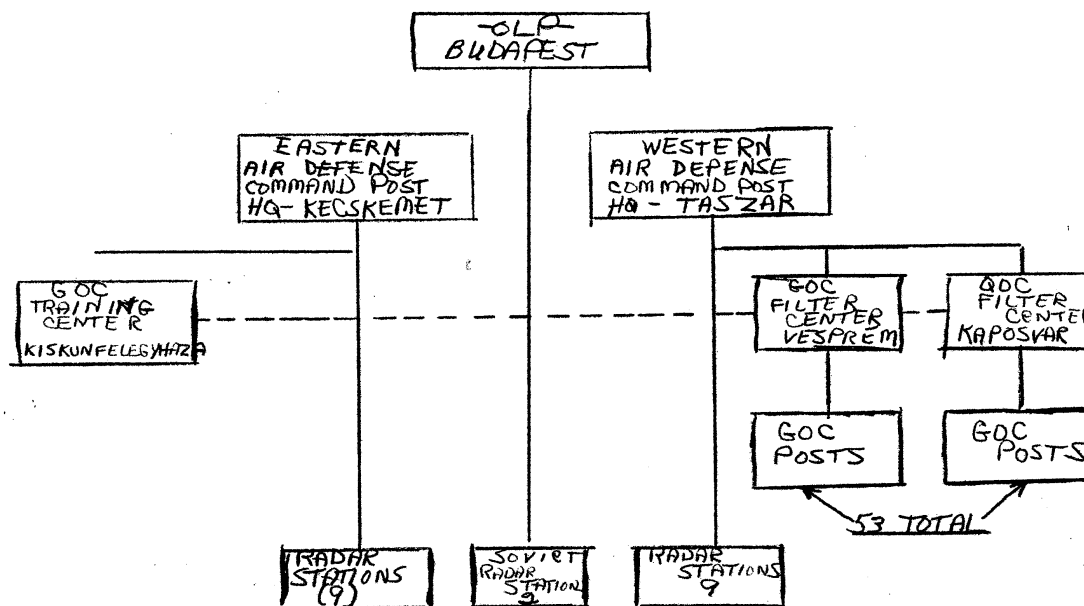 OLP
BUDAPEST
EASTERN
AIR DEFENSE
COMMAND POST
HQ- KECSKEMET
WESTERN
AIR DEPENSE
COMMAND POST
HQ - TASZAR
GOC
TRAINING
CENTER
KISKUNFELEGYHAZA
GOC
FILTER
CENTER
VESPREM
GOC
FILTER
CENTER
KAPOSVAR
GOC
POSTS
GOC
POSTS
53 TOTAL
RADAR
STATIONS
(9)
SOVIET
RADAR
STATION
2
RADAR
STATIONS
9